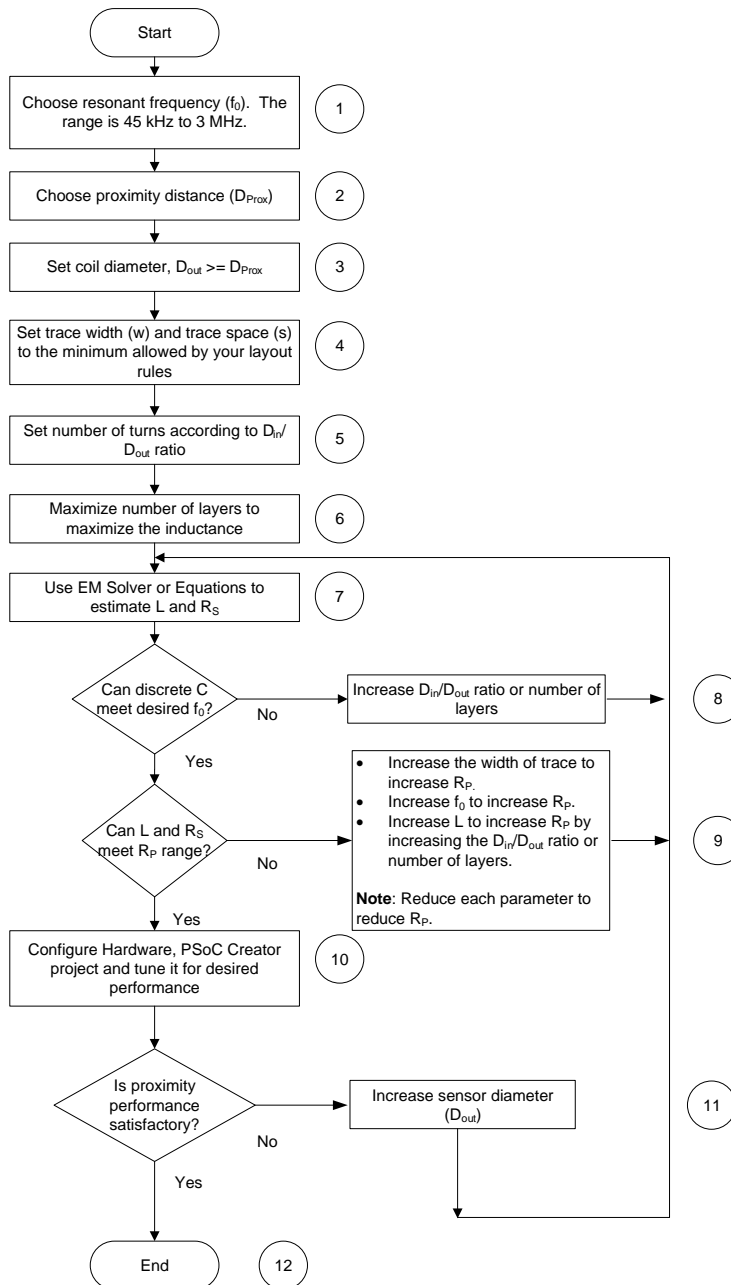 Start
Choose resonant frequency (f0).  The
range is 45 kHz to 3 MHz.
1
Choose proximity distance (DProx)
2
Set coil diameter, Dout >= DProx
3
Set trace width (w) and trace space (s)
to the minimum allowed by your layout
rules
4
Set number of turns according to Din/
Dout ratio
5
Maximize number of layers to
maximize the inductance
6
Use EM Solver or Equations to
estimate L and RS
7
Can discrete C
meet desired f0?
No
Increase Din/Dout ratio or number of
layers
8
Yes
Can L and RS
meet RP range?
No
• Increase the width of trace to
increase RP.
• Increase f0 to increase RP.
• Increase L to increase RP by
increasing the Din/Dout ratio or
number of layers.
Note: Reduce each parameter to
reduce RP.
9
Yes
Configure Hardware, PSoC Creator
project and tune it for desired
performance
10
Is proximity
performance
satisfactory?
No
Increase sensor diameter
(Dout)
11
Yes
End
12